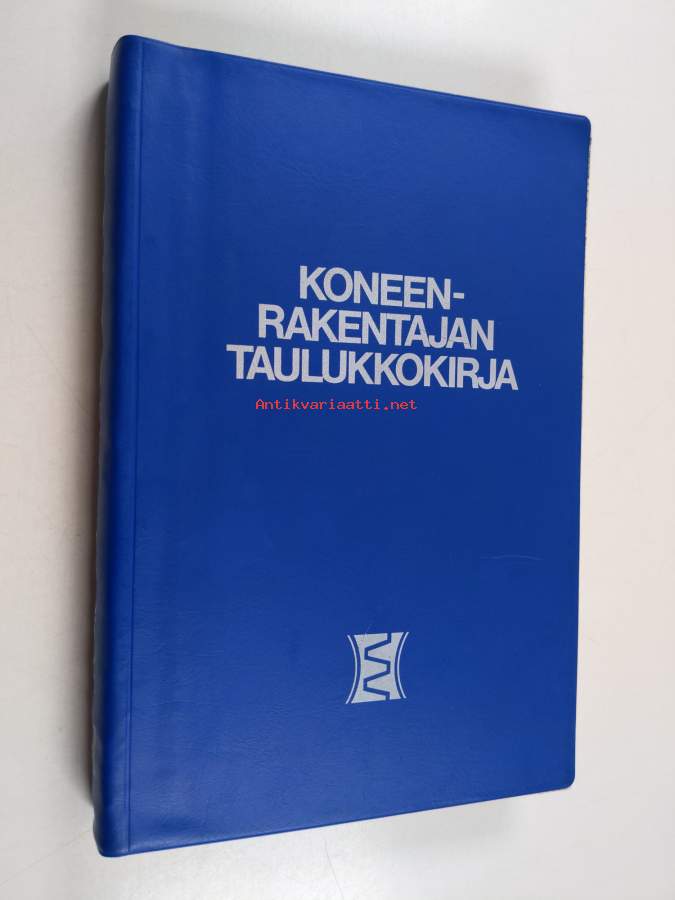 KONEEN-
RAKENTAJAN
TAULUKKOKIRJA
Antikvariaatti.net